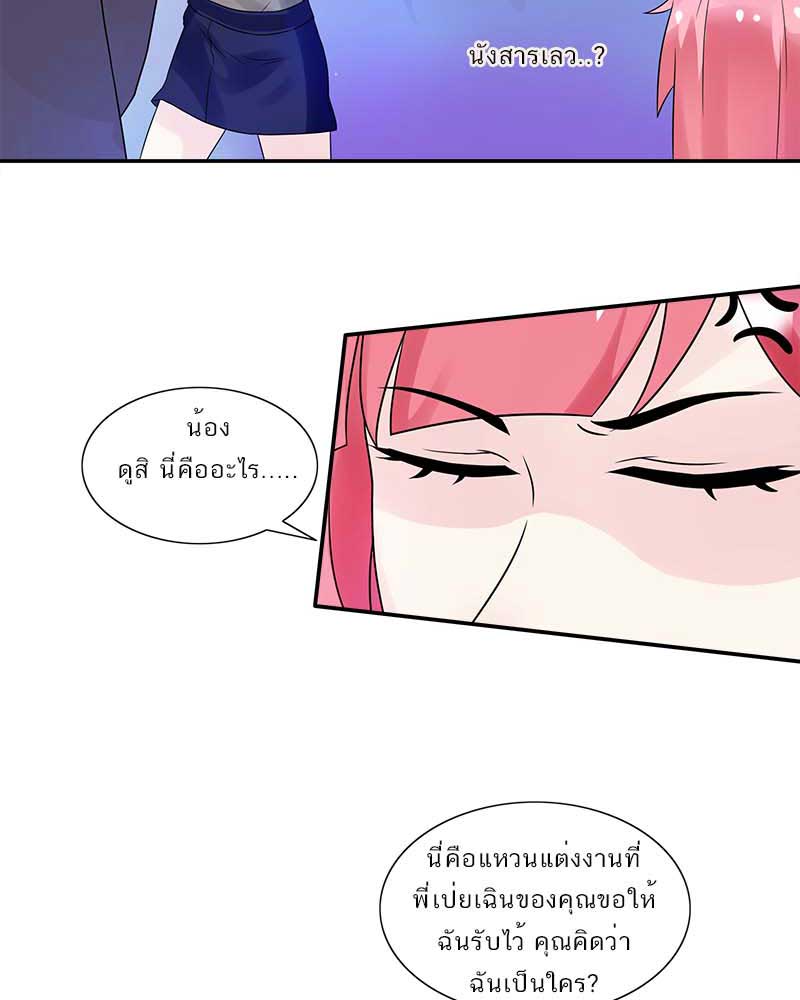 นังสารเลว..?
น้อง
ดูสิ นี่คืออะไร.....
นี่คือแหวนแต่งงานที่
พี่เป่ยเฉินของคุณขอให้
ฉันรับไว้ คุณคิดว่า
ฉันเป็นใคร?